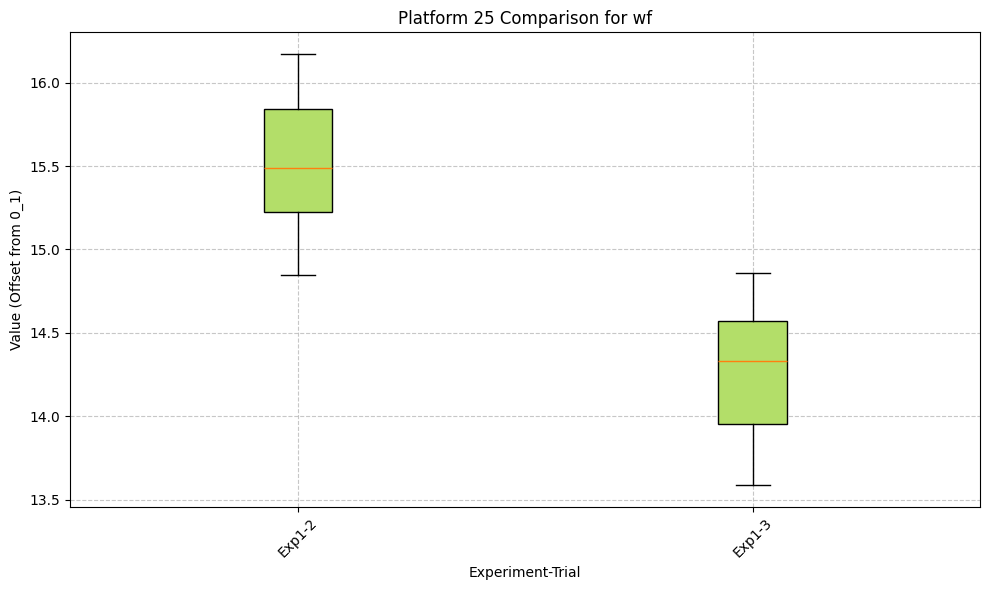 Platform 25 Comparison for wf
Value (Offset from 0_1)
16.0
15.5
15.0
14.5
14.0
13.5
Exp1-2
Exp1-3
Experiment-Trial